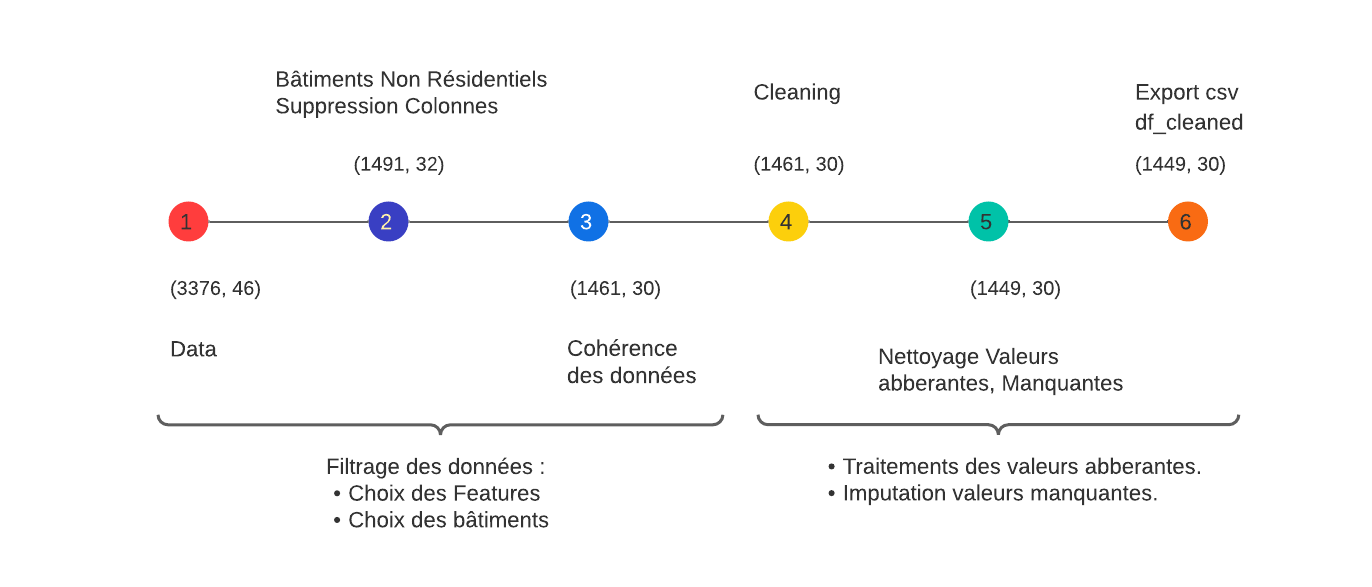 Bâtiments Non Résidentiels
Suppression Colonnes
Cleaning
Export csv
df_cleaned
(1491, 32)
(1461, 30)
(1449, 30)
1
2
3
4
5
6
(3376, 46)
(1461, 30)
(1449, 30)
Data
Cohérence
des données
Nettoyage Valeurs
abberantes, Manquantes
Filtrage des données :
• Choix des Features
• Choix des bâtiments
• Traitements des valeurs abberantes.
• Imputation valeurs manquantes.